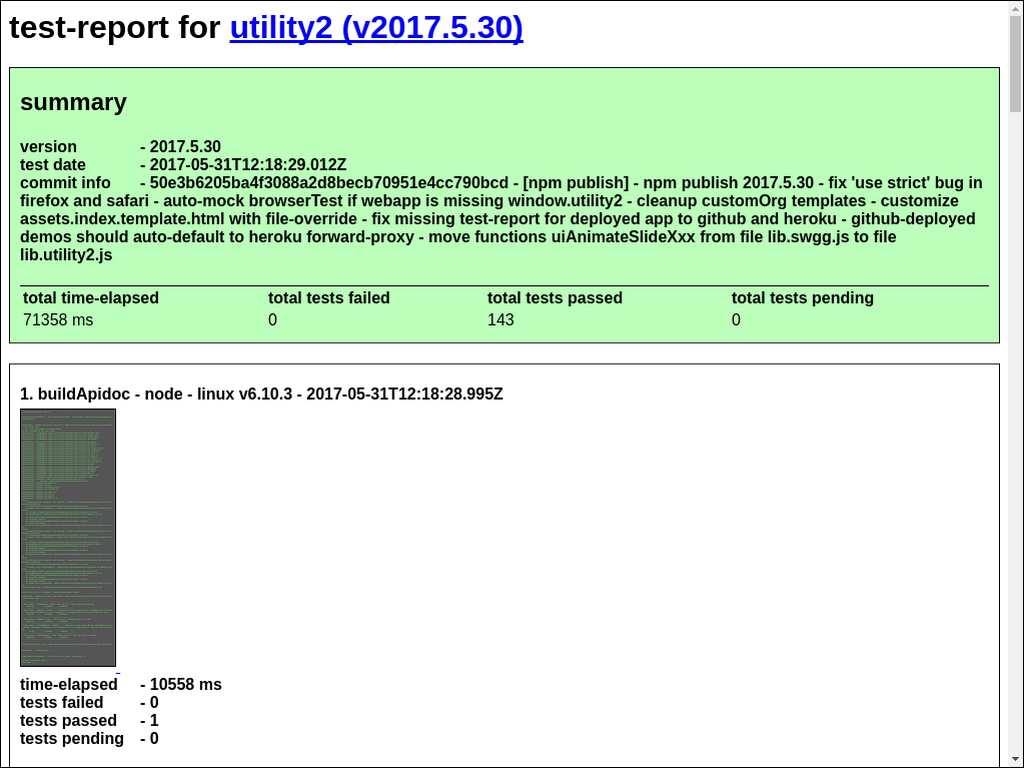 test-report for utility2 (v2017.5.30)
summary
version - 2017.5.30
test date - 2017-05-31T12:18:29.012Z
commit info - 50e3b6205ba4f3088a2d8becb70951e4cc790bcd - [npm publish] - npm publish 2017.5.30 - fix 'use strict' bug in
firefox and safari - auto-mock browserTest if webapp is missing window.utility2 - cleanup customOrg templates - customize
assets.index.template.html with file-override - fix missing test-report for deployed app to github and heroku - github-deployed
demos should auto-default to heroku forward-proxy - move functions uiAnimateSlideXxx from file lib.swgg.js to file
lib.utility2.js
total time-elapsed total tests failed total tests passed total tests pending
71358 ms 0 143 0
1. buildApidoc - node - linux v6.10.3 - 2017-05-31T12:18:28.995Z
time-elapsed - 10558 ms
tests failed - 0
tests passed - 1
tests pending - 0